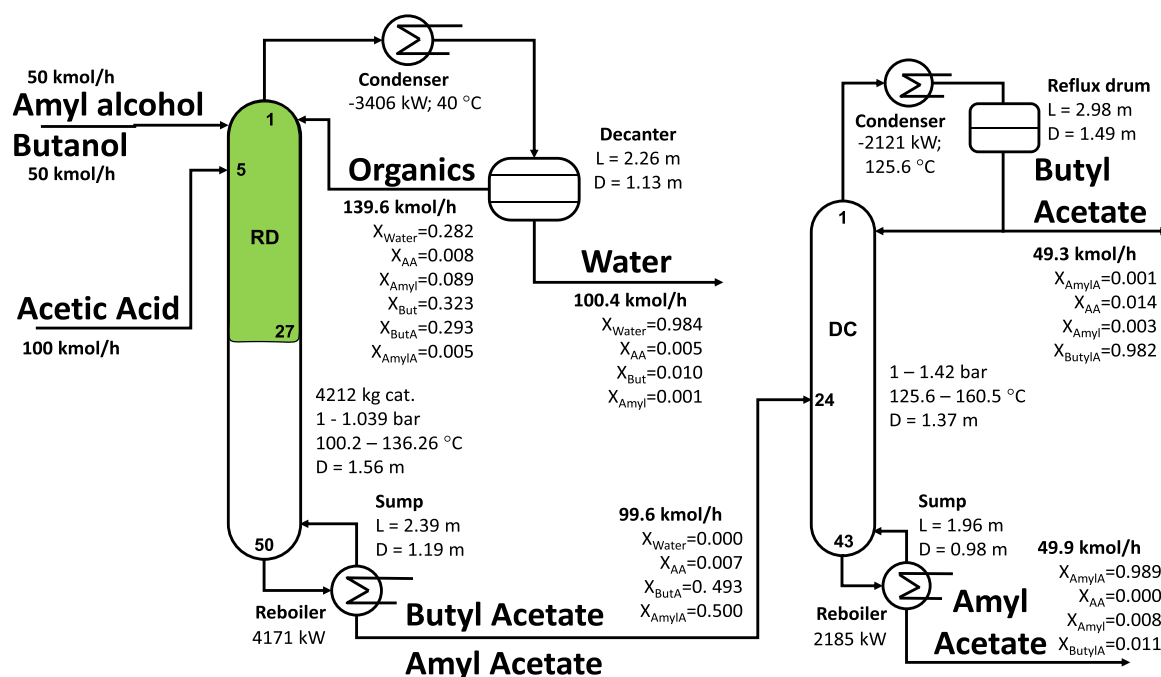 50 kmol/h
Amyl alcohol
Butanol
50 kmol/h
Acetic Acid
100 kmol/h
1
5
RD
27
50
Condenser
-3406 kW; 40 °C
Decanter
L = 2.26 m
D = 1.13 m
Organics
139.6 kmol/h
XWater=0.282
XAA=0.008
XAmyl=0.089
XBut=0.323
XButA=0.293
XAmylA=0.005
Water
100.4 kmol/h
XWater=0.984
XAA=0.005
XBut=0.010
XAmyl=0.001
4212 kg cat.
1 - 1.039 bar
100.2 – 136.26 °C
D = 1.56 m
Sump
L = 2.39 m
D = 1.19 m
Reboiler
4171 kW
Butyl Acetate
Amyl Acetate
99.6 kmol/h
XWater=0.000
XAA=0.007
XButA=0. 493
XAmylA=0.500
Condenser
-2121 kW;
125.6 °C
Reflux drum
L = 2.98 m
D = 1.49 m
Butyl
Acetate
49.3 kmol/h
XAmylA=0.001
XAA=0.014
XAmyl=0.003
XButylA=0.982
1
DC
24
43
1 – 1.42 bar
125.6 – 160.5 °C
D = 1.37 m
Sump
L = 1.96 m
D = 0.98 m
Reboiler
2185 kW
Amyl
Acetate
49.9 kmol/h
XAmylA=0.989
XAA=0.000
XAmyl=0.008
XButylA=0.011